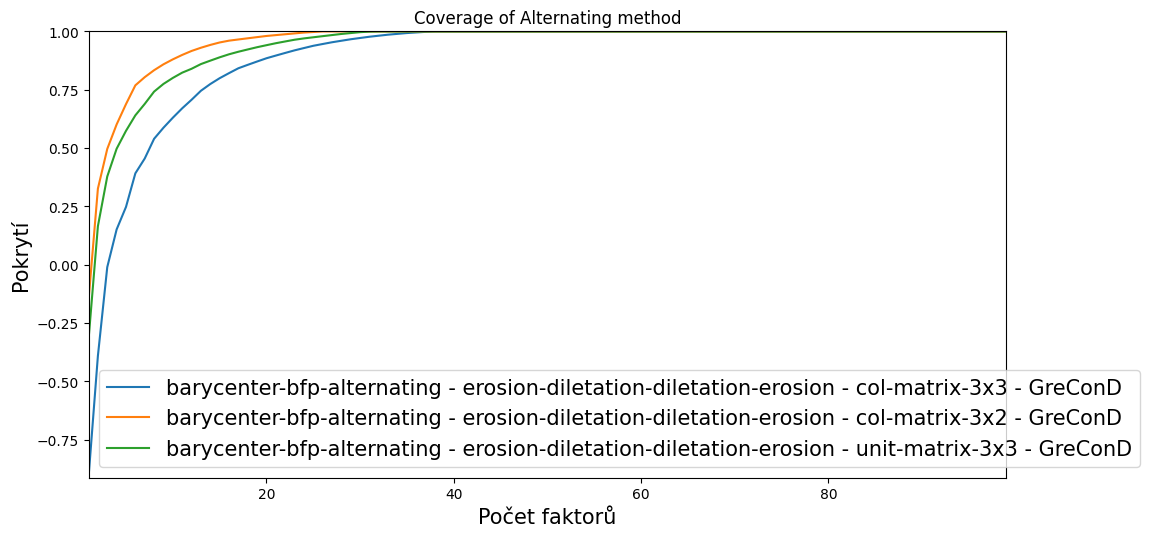 Coverage of Alternating method
1.00
0.75
0.50
0.25
0.00
−0.25
−0.50
−0.75
Pokrytí
barycenter-bfp-alternating - erosion-diletation-diletation-erosion - col-matrix-3x3 - GreConD
barycenter-bfp-alternating - erosion-diletation-diletation-erosion - col-matrix-3x2 - GreConD
barycenter-bfp-alternating - erosion-diletation-diletation-erosion - unit-matrix-3x3 - GreConD
20 40 60 80
Počet faktorů